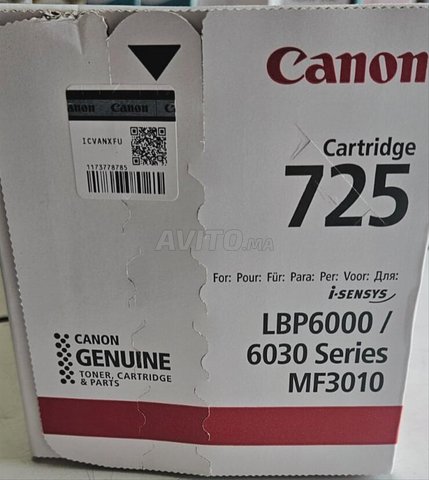 Canon
Canon Canon
ICVANXFU
1173778785
Cartridge
725
AVITO.MA
For: Pour: Für: Para: Per: Voor: Для:
i-SENSYS
LBP6000 /
6030 Series
MF3010
CANON
GENUINE
TONER, CARTRIDGE
& PARTS